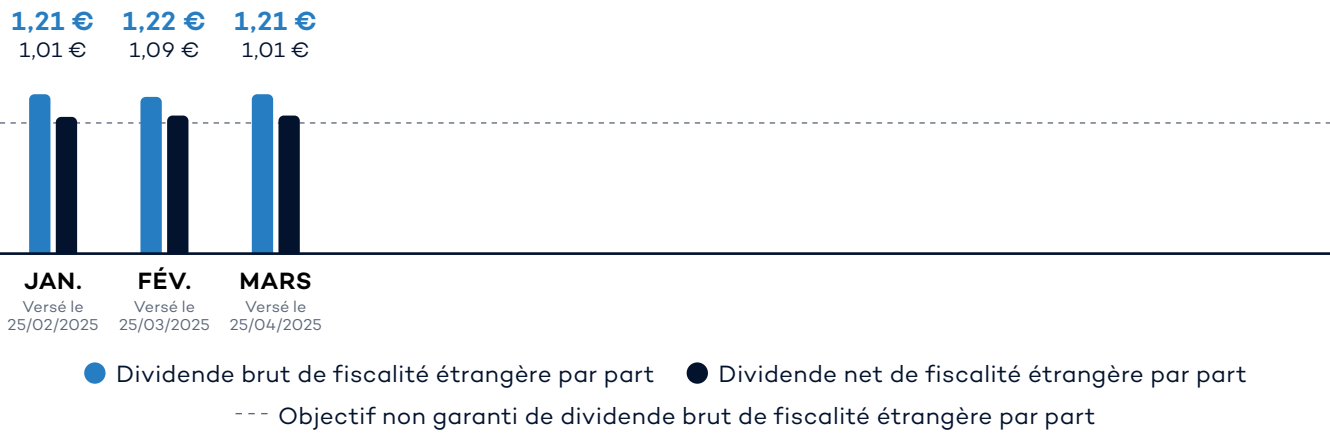 1,21 € 1,22 € 1,21 €
1,01 € 1,09 € 1,01 €
JAN. FÉV. MARS
Versé le Versé le Versé le
25/02/2025 25/03/2025 25/04/2025
Dividende brut de fiscalité étrangère par part Dividende net de fiscalité étrangère par part
--- Objectif non garanti de dividende brut de fiscalité étrangère par part